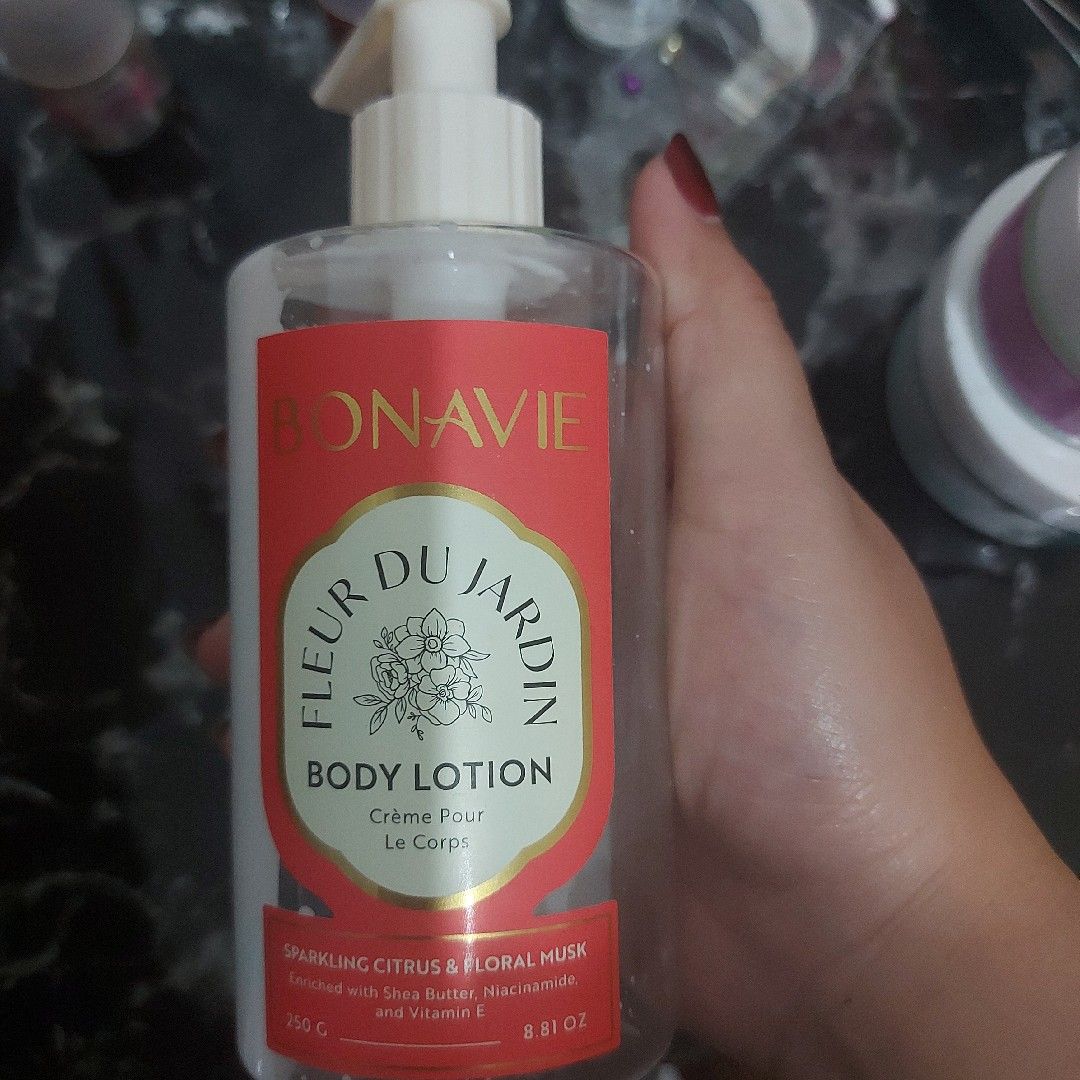 BONAVIE
FLEUR DU JARDIN
BODY LOTION
Crème Pour
Le Corps
SPARKLING CITRUS & FLORAL MUSK
Enriched with Shea Butter, Niacinamide,
and Vitamin E
250 G 8.81 OZ